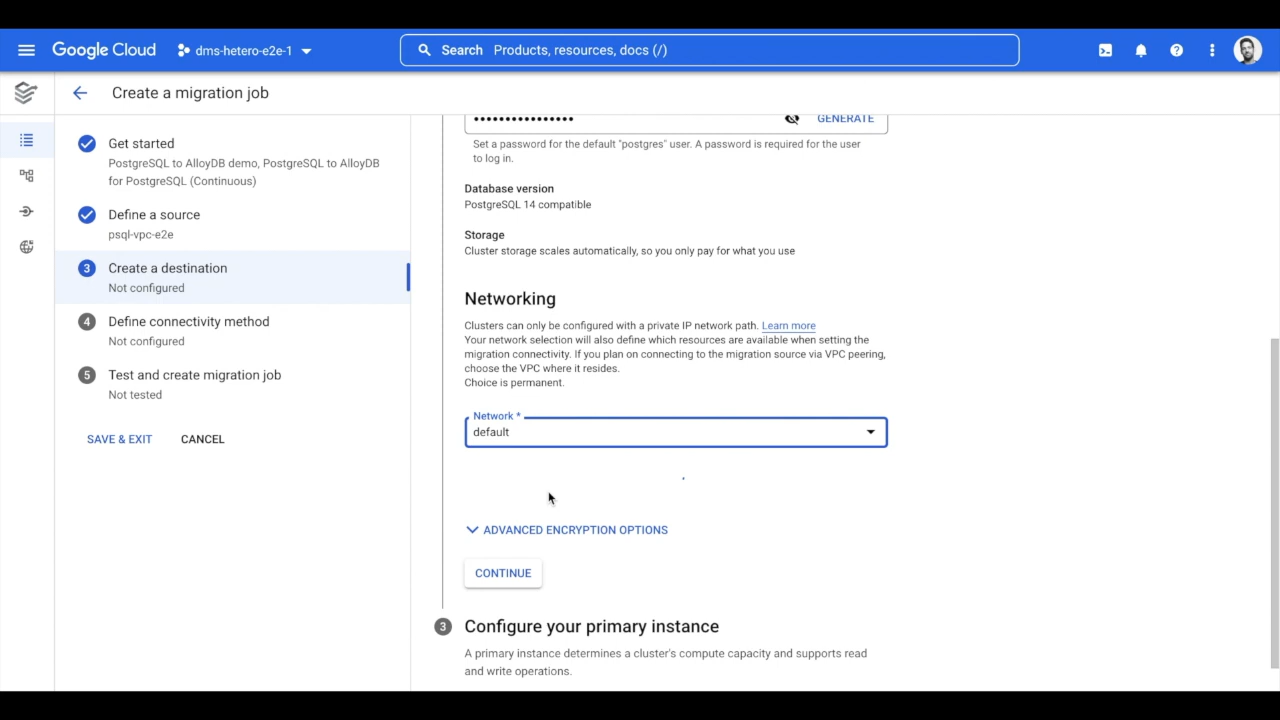 Google Cloud
dms-hetero-e2e-1
Search Products, resources, docs (/)
Create a migration job
Get started
PostgreSQL to AlloyDB demo, PostgreSQL to AlloyDB
for PostgreSQL (Continuous)
Define a source
psql-vpc-e2e
3 Create a destination
Not configured
4 Define connectivity method
Not configured
5 Test and create migration job
Not tested
SAVE & EXIT CANCEL
•••••••••••••••• GENERATE
Set a password for the default "postgres" user. A password is required for the user
to log in.
Database version
PostgreSQL 14 compatible
Storage
Cluster storage scales automatically, so you only pay for what you use
Networking
Clusters can only be configured with a private IP network path. Learn more
Your network selection will also define which resources are available when setting the
migration connectivity. If you plan on connecting to the migration source via VPC peering,
choose the VPC where it resides.
Choice is permanent.
Network *
default
ADVANCED ENCRYPTION OPTIONS
CONTINUE
3 Configure your primary instance
A primary instance determines a cluster's compute capacity and supports read
and write operations.